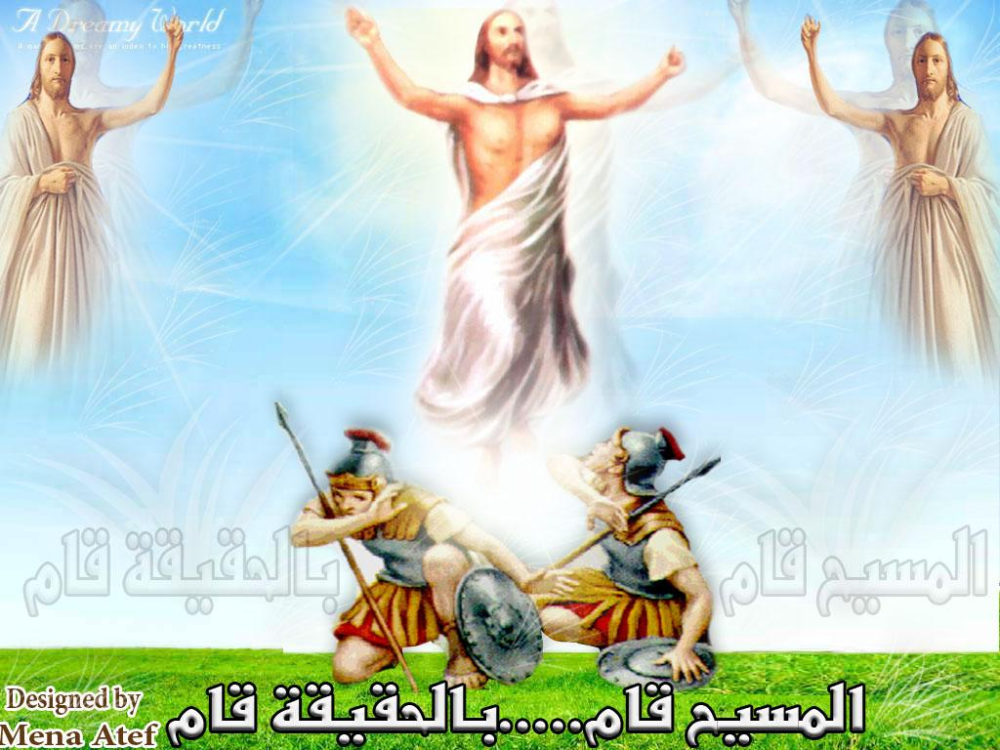 A Dreamy World
المسيح قام بالحقيقة قام
المسيح قام.....بالحقيقة قام
Designed by
Mena Atef